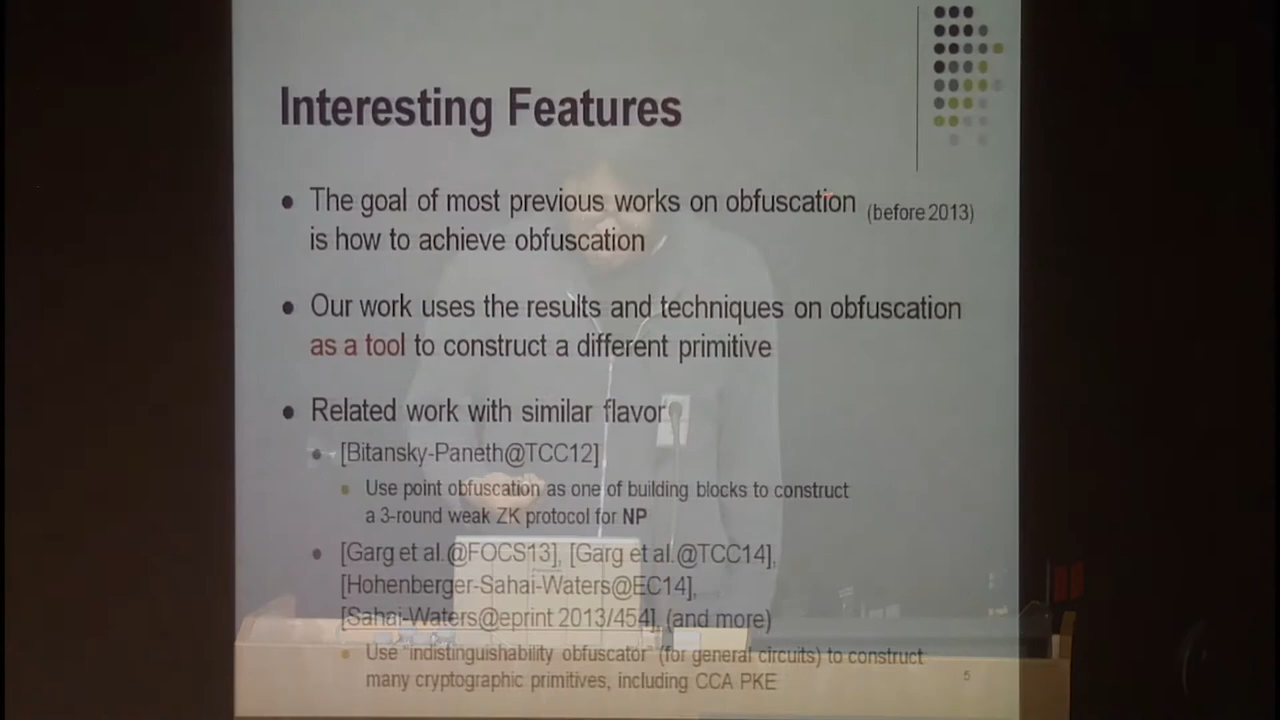 Interesting Features
The goal of most previous works on obfuscation (before 2013)
is how to achieve obfuscation
Our work uses the results and techniques on obfuscation
as a tool to construct a different primitive
Related work with similar flavor
[Bitansky-Paneth@TCC12]
Use point obfuscation as one of building blocks to construct
a 3-round weak ZK protocol for NP
[Garg et al.@FOCS13], [Garg et al.@TCC14],
[Hohenberger-Sahai-Waters@EC14],
[Sahai-Waters@eprint 2013/454], (and more)
Use "indistinguishability obfuscator" (for general circuits) to construct
many cryptographic primitives, including CCA PKE
5